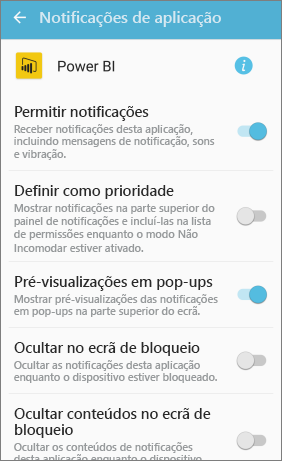 Notificações de aplicação
Power BI
Permitir notificações
Receber notificações desta aplicação,
incluindo mensagens de notificação, sons
e vibração.
Definir como prioridade
Mostrar notificações na parte superior do
painel de notificações e incluí-las na lista
de permissões enquanto o modo Não
Incomodar estiver ativado.
Pré-visualizações em pop-ups
Mostrar pré-visualizações das notificações
em pop-ups na parte superior do ecrã.
Ocultar no ecrã de bloqueio
Ocultar as notificações desta aplicação
enquanto o dispositivo estiver bloqueado.
Ocultar conteúdos no ecrã de
bloqueio
Ocultar os conteúdos de notificações
desta aplicação enquanto o dispositivo